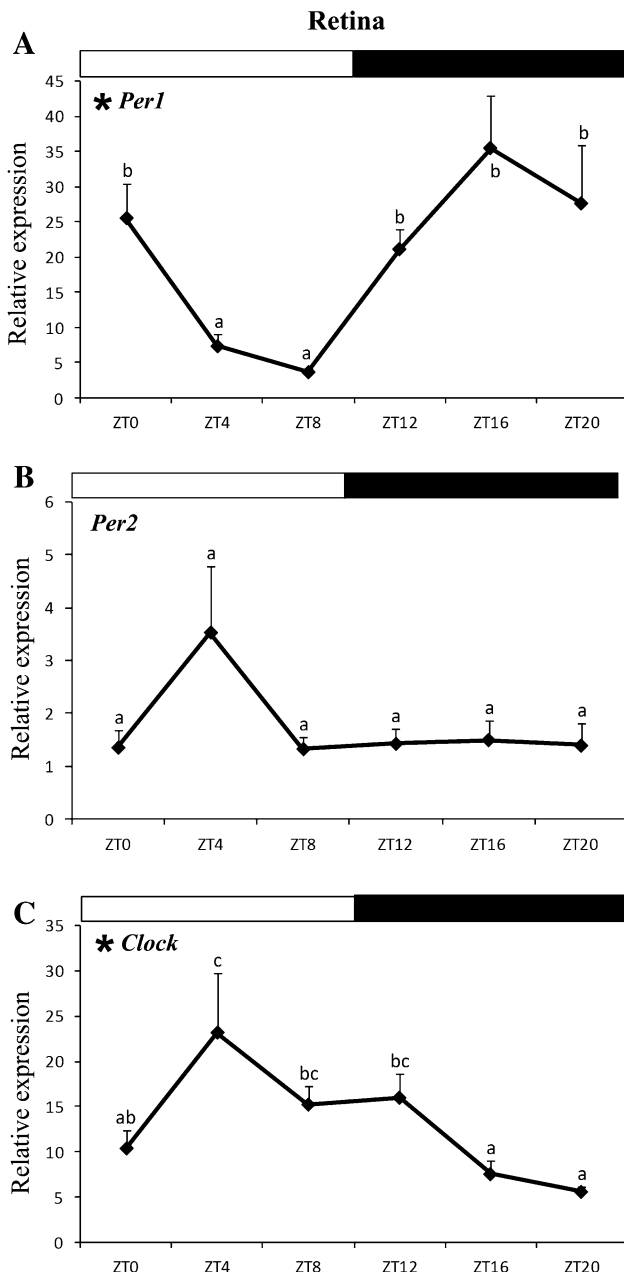 Retina
A
* Per1
Relative expression
45
40
35
30
25
20
15
10
5
0
b
a
a
b
b
b
ZT0 ZT4 ZT8 ZT12 ZT16 ZT20
B
Per2
Relative expression
6
5
4
3
2
1
0
a
a
a
a
a
a
ZT0 ZT4 ZT8 ZT12 ZT16 ZT20
C
* Clock
Relative expression
35
30
25
20
15
10
5
0
ab
c
bc
bc
a
a
ZT0 ZT4 ZT8 ZT12 ZT16 ZT20